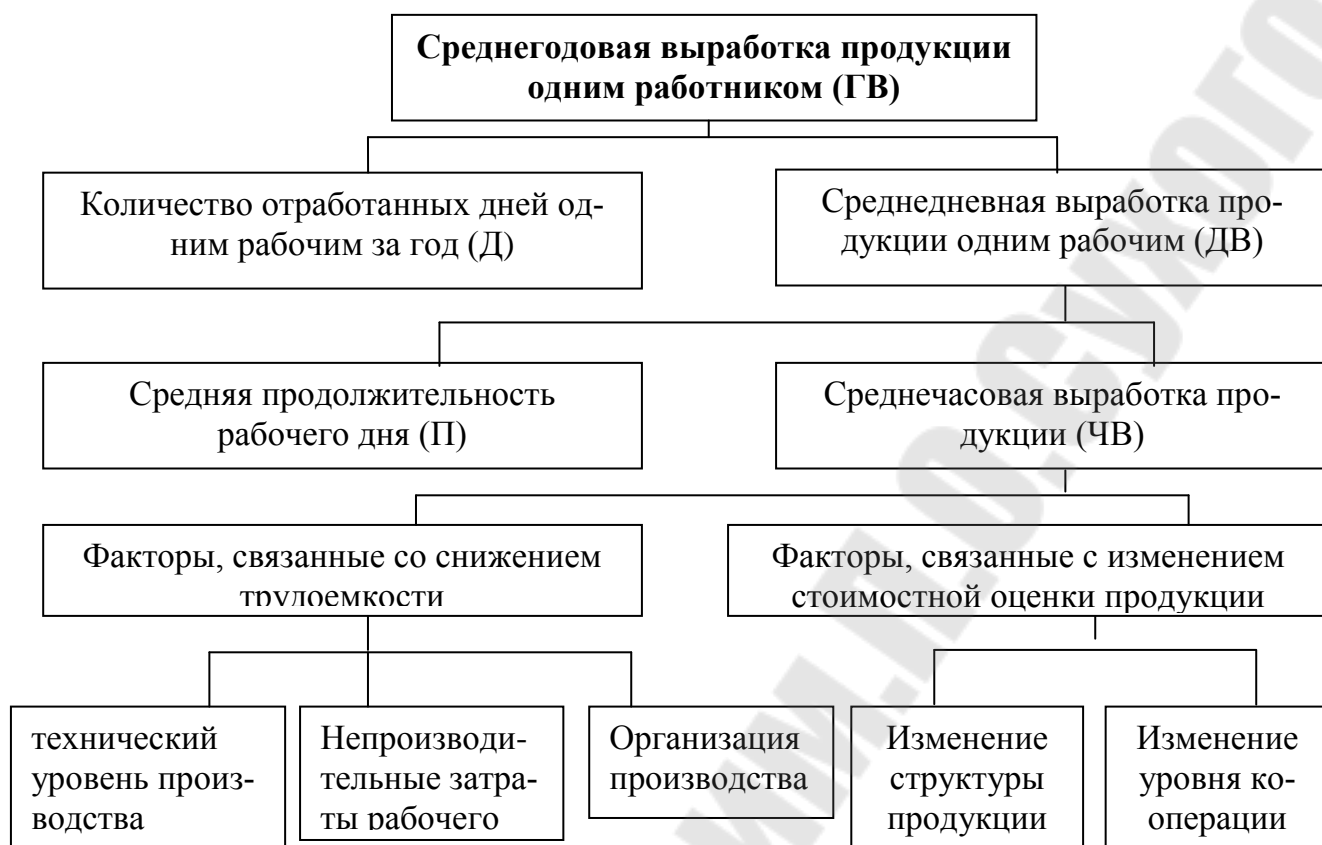 Среднегодовая выработка продукции
одним работником (ГВ)
Количество отработанных дней од-
ним рабочим за год (Д)
Среднедневная выработка про-
дукции одним рабочим (ДВ)
Средняя продолжительность
рабочего дня (П)
Среднечасовая выработка про-
дукции (ЧВ)
Факторы, связанные со снижением
трудоемкости
Факторы, связанные с изменением
стоимостной оценки продукции
технический
уровень произ-
водства
Непроизводи-
тельные затра-
ты рабочего
Организация
производства
Изменение
структуры
продукции
Изменение
уровня ко-
операции
им.П.О.Сухого